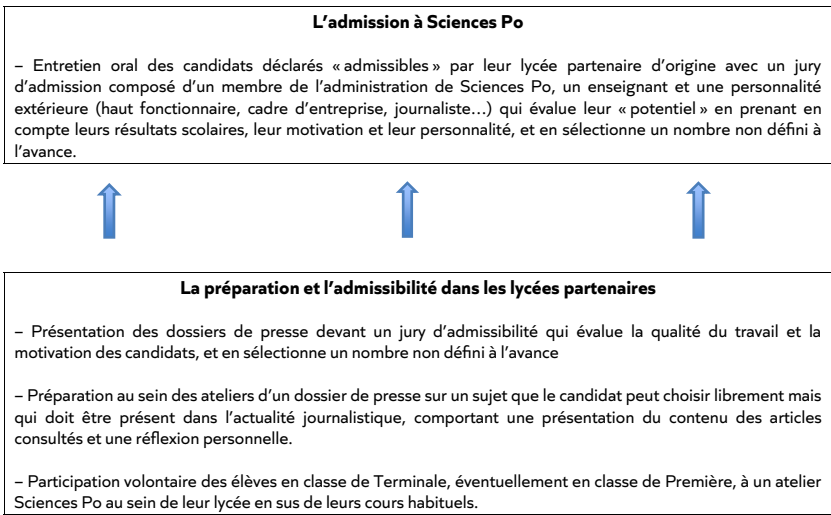 L’admission à Sciences Po
– Entretien oral des candidats déclarés « admissibles » par leur lycée partenaire d’origine avec un jury
d’admission composé d’un membre de l’administration de Sciences Po, un enseignant et une personnalité
extérieure (haut fonctionnaire, cadre d’entreprise, journaliste…) qui évalue leur « potentiel » en prenant en
compte leurs résultats scolaires, leur motivation et leur personnalité, et en sélectionne un nombre non défini à
l’avance.
La préparation et l’admissibilité dans les lycées partenaires
– Présentation des dossiers de presse devant un jury d’admissibilité qui évalue la qualité du travail et la
motivation des candidats, et en sélectionne un nombre non défini à l’avance
– Préparation au sein des ateliers d’un dossier de presse sur un sujet que le candidat peut choisir librement mais
qui doit être présent dans l’actualité journalistique, comportant une présentation du contenu des articles
consultés et une réflexion personnelle.
– Participation volontaire des élèves en classe de Terminale, éventuellement en classe de Première, à un atelier
Sciences Po au sein de leur lycée en sus de leurs cours habituels.